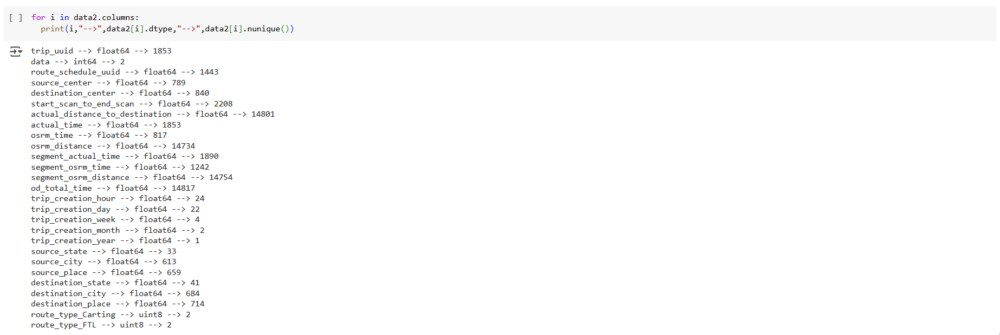 [ ] for i in data2.columns:
print(i,"-->",data2[i].dtype,"-->",data2[i].nunique())
trip_uuid --> float64 --> 1853
data --> int64 --> 2
route_schedule_uuid --> float64 --> 1443
source_center --> float64 --> 789
destination_center --> float64 --> 840
start_scan_to_end_scan --> float64 --> 2208
actual_distance_to_destination --> float64 --> 14801
actual_time --> float64 --> 1853
osrm_time --> float64 --> 817
osrm_distance --> float64 --> 14734
segment_actual_time --> float64 --> 1890
segment_osrm_time --> float64 --> 1242
segment_osrm_distance --> float64 --> 14754
od_total_time --> float64 --> 14817
trip_creation_hour --> float64 --> 24
trip_creation_day --> float64 --> 22
trip_creation_week --> float64 --> 4
trip_creation_month --> float64 --> 2
trip_creation_year --> float64 --> 1
source_state --> float64 --> 33
source_city --> float64 --> 613
source_place --> float64 --> 659
destination_state --> float64 --> 41
destination_city --> float64 --> 684
destination_place --> float64 --> 714
route_type_Carting --> uint8 --> 2
route_type_FTL --> uint8 --> 2